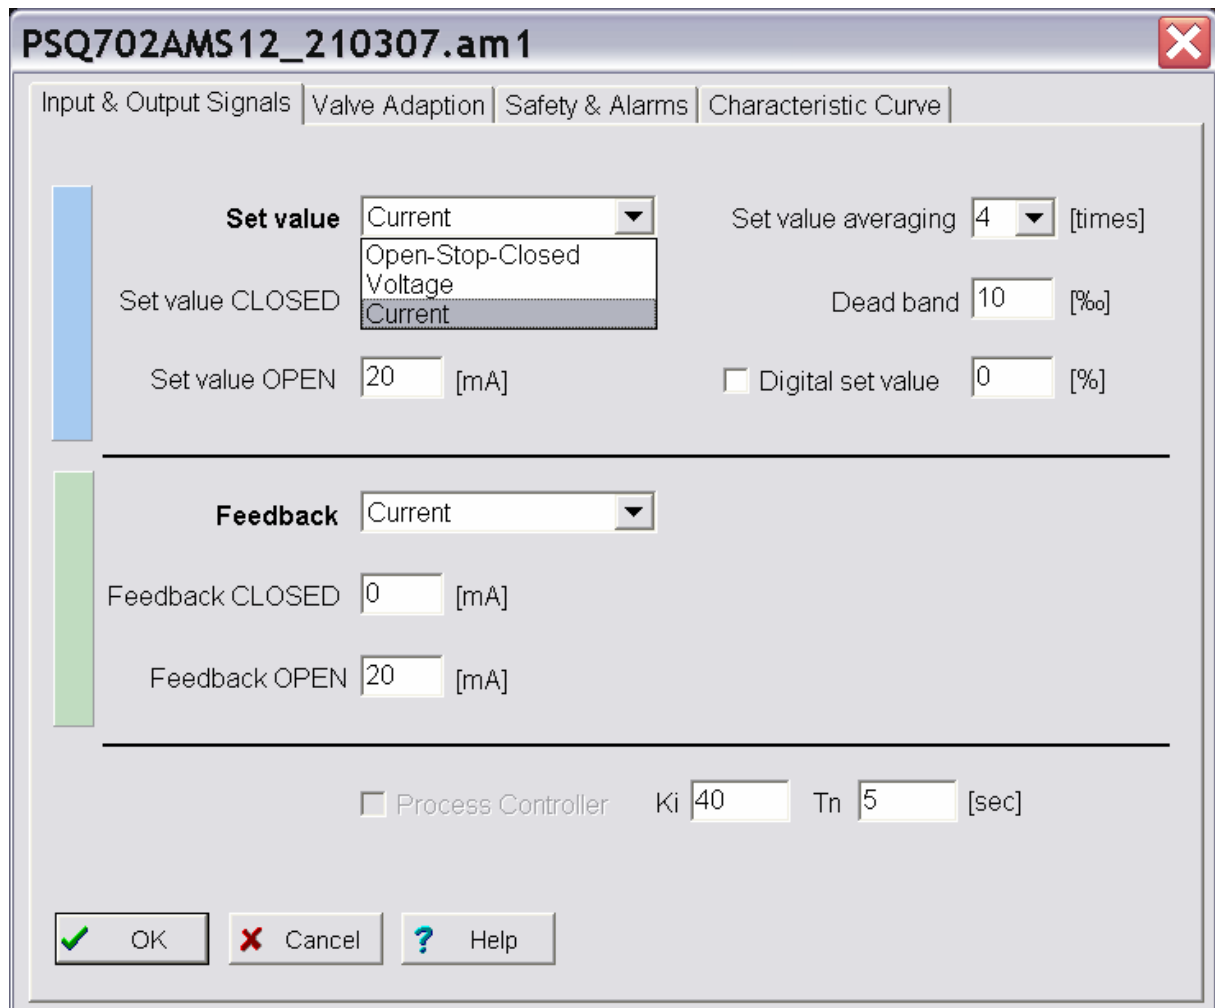 PSQ702AMS12_210307.am1
Input & Output Signals
Valve Adaption
Safety & Alarms
Characteristic Curve
Set value
Current
Set value averaging
4
[times]
Open-Stop-Closed
Voltage
Current
Set value CLOSED
Dead band
10
[‰]
Set value OPEN
20
[mA]
Digital set value
0
[%]
Feedback
Current
Feedback CLOSED
0
[mA]
Feedback OPEN
20
[mA]
Process Controller
Ki
40
Tn
5
[sec]
OK
Cancel
? Help